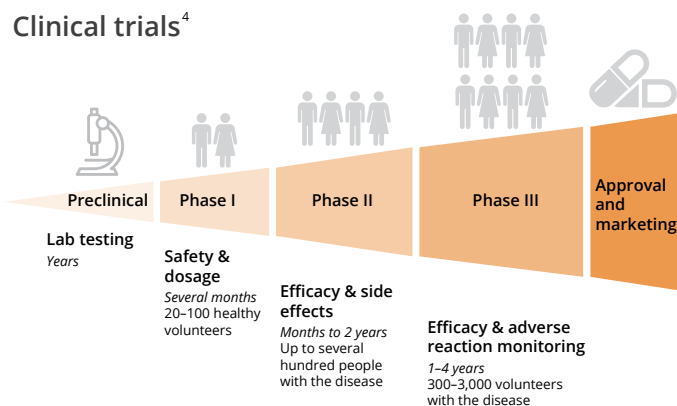 Clinical trials4
Preclinical
Lab testing
Years
Phase I
Safety &
dosage
Several months
20–100 healthy
volunteers
Phase II
Efficacy & side
effects
Months to 2 years
Up to several
hundred people
with the disease
Phase III
Efficacy & adverse
reaction monitoring
1–4 years
300–3,000 volunteers
with the disease
Approval
and
marketing